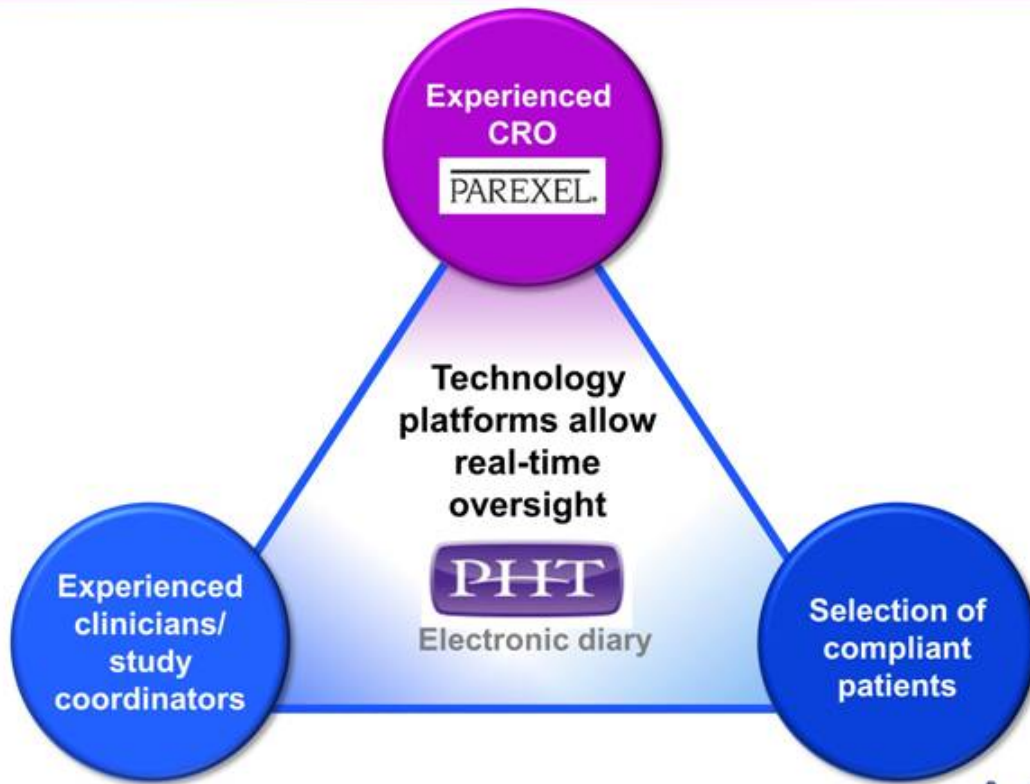 Experienced
CRO
PAREXEL.
Technology
platforms allow
real-time
oversight
PHT
Electronic diary
Experienced
clinicians/
study
coordinators
Selection of
compliant
patients